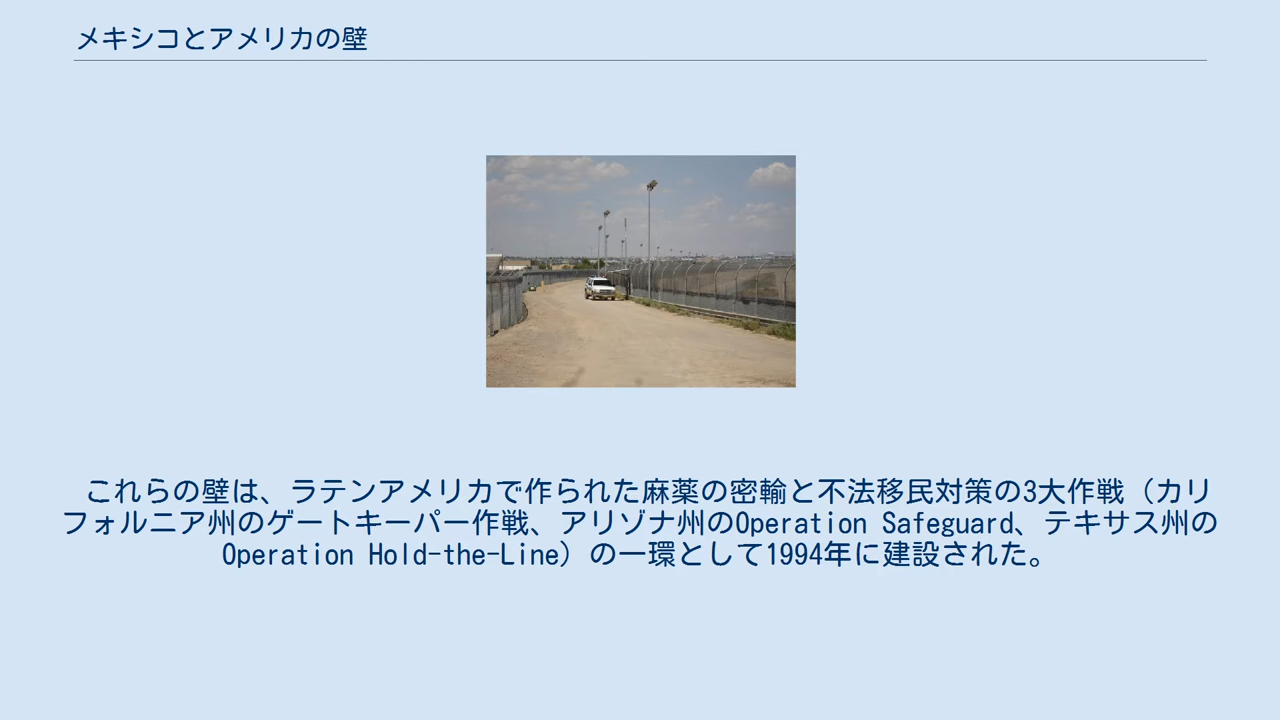 メキシコとアメリカの壁
これらの壁は、ラテンアメリカで作られた麻薬の密輸と不法移民対策の3大作戦（カリ
フォルニア州のゲートキーパー作戦、アリゾナ州のOperation Safeguard、テキサス州の
Operation Hold-the-Line）の一環として1994年に建設された。